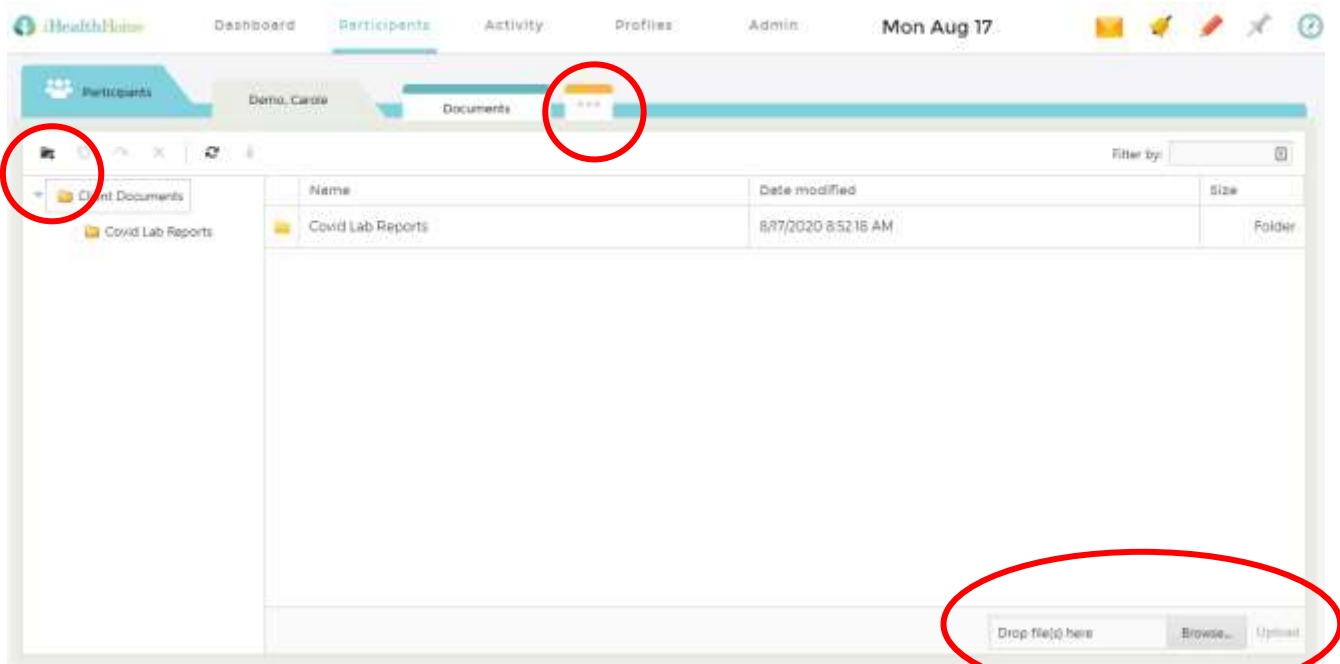 iHealthHome Dashboard Participants Activity Profiles Admin Mon Aug 17
Participants Demo, Carole Documents
Filter by:
Client Documents Name Date modified Size
Covid Lab Reports Covid Lab Reports 8/17/2020 8:52:18 AM Folder
Drop file(s) here Browse... Upload